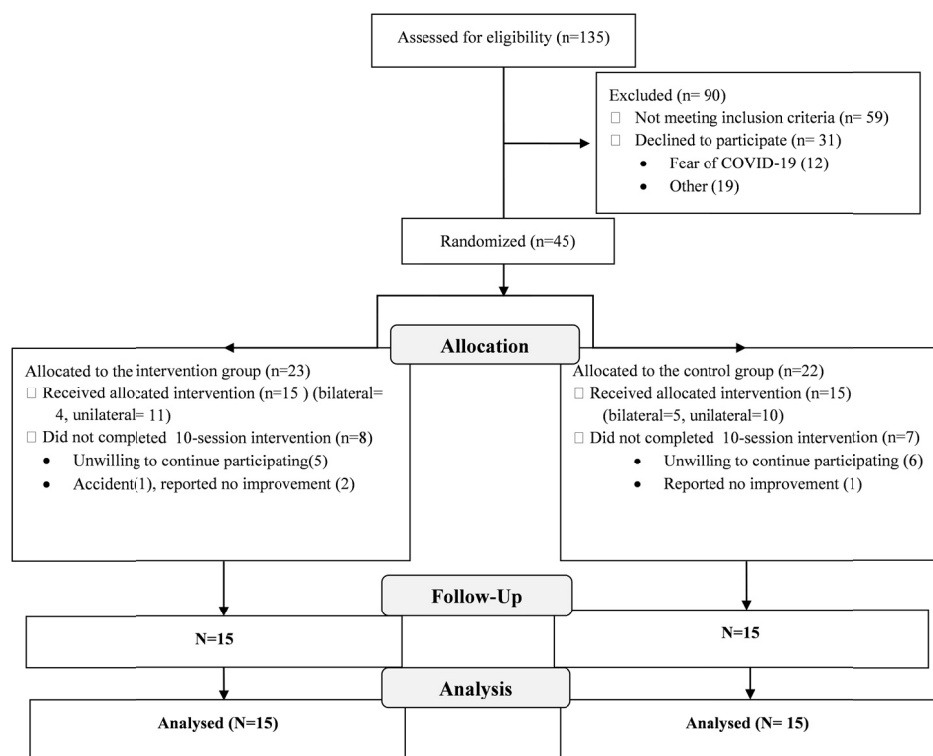 Assessed for eligibility (n=135)
Excluded (n= 90)
□ Not meeting inclusion criteria (n= 59)
□ Declined to participate (n= 31)
• Fear of COVID-19 (12)
• Other (19)
Randomized (n=45)
Allocation
Allocated to the intervention group (n=23)
□ Received allocated intervention (n=15 ) (bilateral=
4, unilateral= 11)
□ Did not completed 10-session intervention (n=8)
• Unwilling to continue participating(5)
• Accident(1), reported no improvement (2)
Allocated to the control group (n=22)
□ Received allocated intervention (n=15)
(bilateral=5, unilateral=10)
□ Did not completed 10-session intervention (n=7)
• Unwilling to continue participating (6)
• Reported no improvement (1)
Follow-Up
N=15
N=15
Analysis
Analysed (N=15)
Analysed (N= 15)